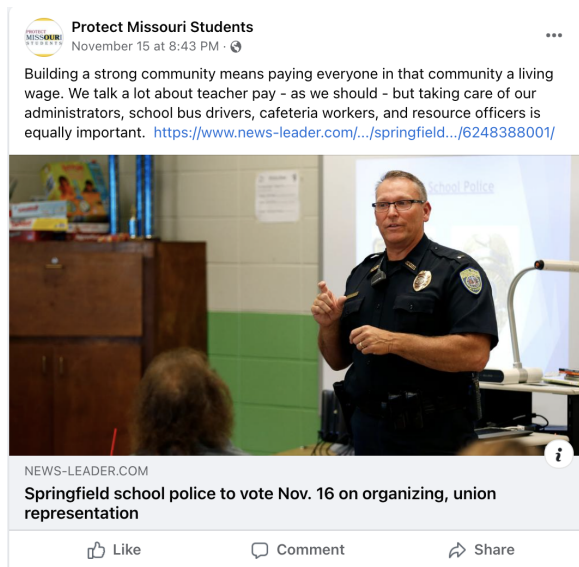 PROTECT
MISSOURI
STUDENTS
Protect Missouri Students
November 15 at 8:43 PM ·
Building a strong community means paying everyone in that community a living
wage. We talk a lot about teacher pay - as we should - but taking care of our
administrators, school bus drivers, cafeteria workers, and resource officers is
equally important. https://www.news-leader.com/.../springfield.../6248388001/
School Police
NEWS-LEADER.COM
Springfield school police to vote Nov. 16 on organizing, union
representation
Like Comment Share